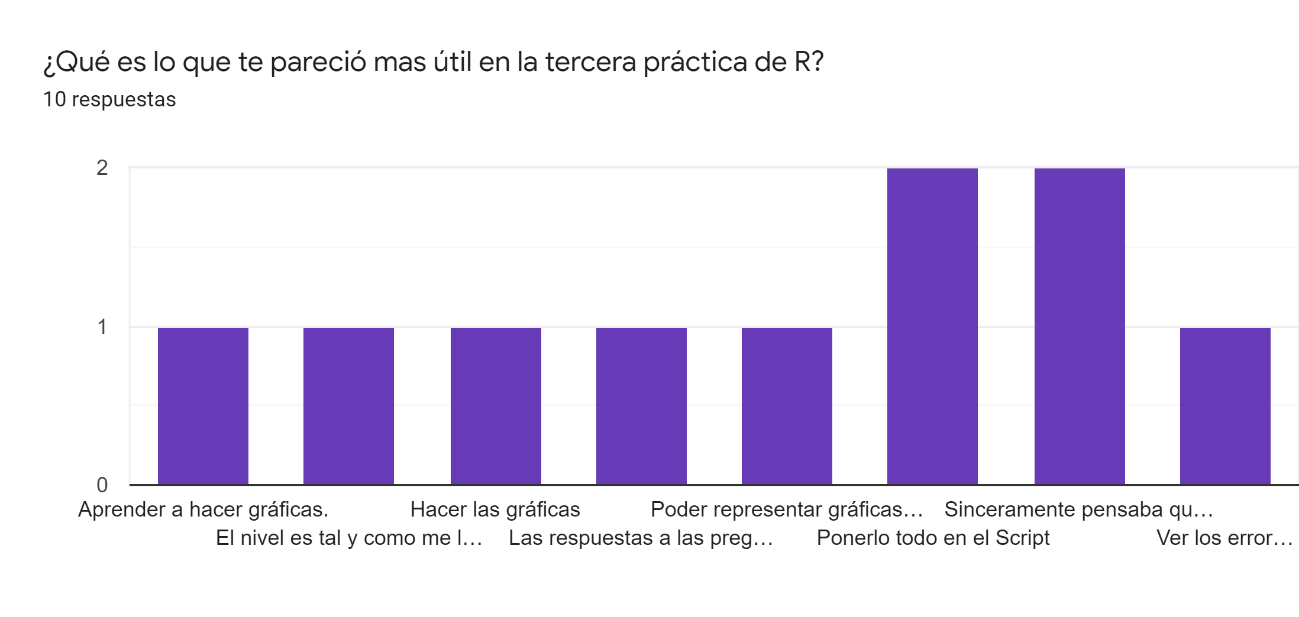 ¿Qué es lo que te pareció mas útil en la tercera práctica de R?
10 respuestas
2
1
0
Aprender a hacer gráficas.
El nivel es tal y como me l…
Hacer las gráficas
Las respuestas a las preg…
Poder representar gráficas…
Ponerlo todo en el Script
Sinceramente pensaba qu…
Ver los error…